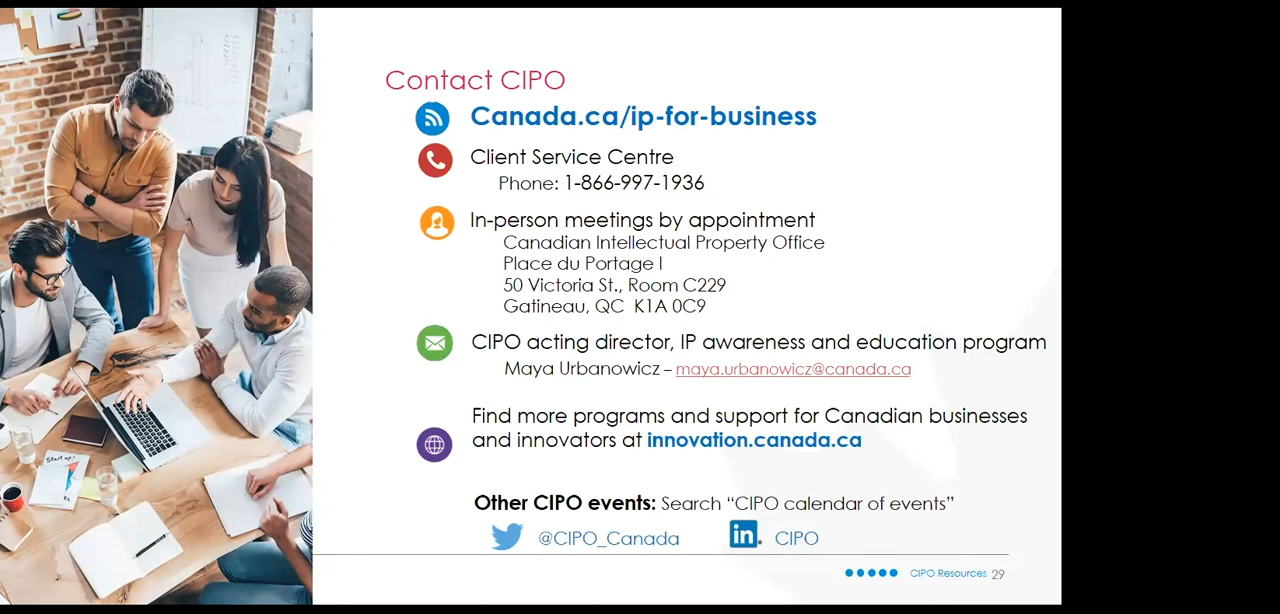 Contact CIPO
Canada.ca/ip-for-business
Client Service Centre
Phone: 1-866-997-1936
In-person meetings by appointment
Canadian Intellectual Property Office
Place du Portage I
50 Victoria St., Room C229
Gatineau, QC K1A 0C9
CIPO acting director, IP awareness and education program
Maya Urbanowicz – maya.urbanowicz@canada.ca
Find more programs and support for Canadian businesses
and innovators at innovation.canada.ca
Other CIPO events: Search “CIPO calendar of events”
@CIPO_Canada
in
CIPO
CIPO Resources 29
Start up!